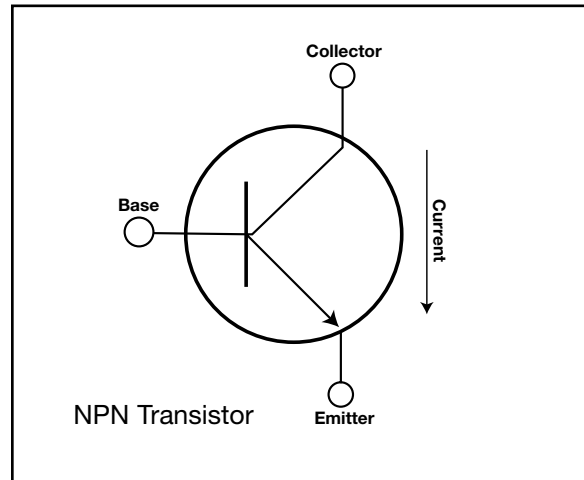 Collector
Base
Current
NPN Transistor
Emitter